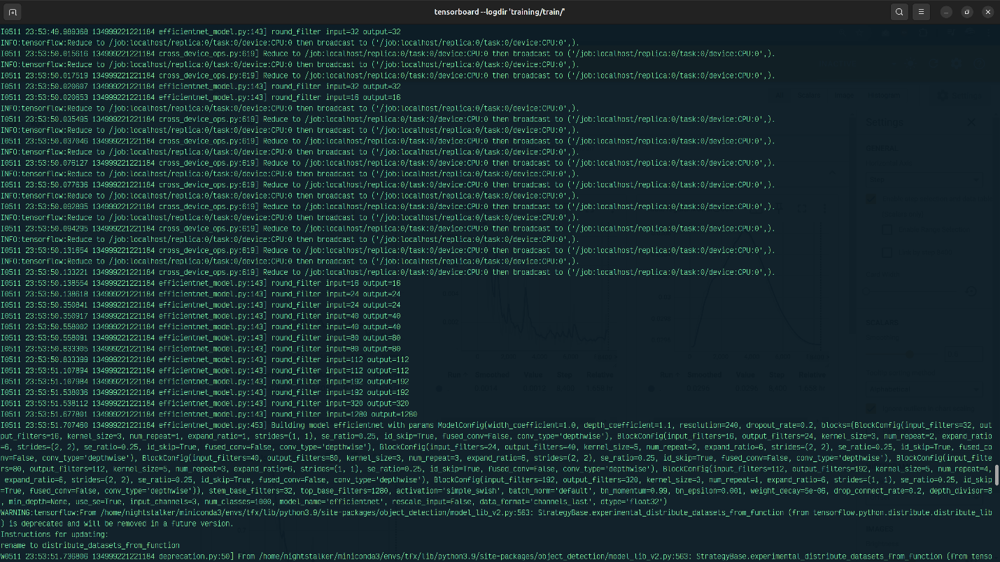 tensorboard --logdir 'training/train/'
I0511 23:53:49.989368 134999221221184 efficientnet_model.py:143] round_filter input=32 output=32
INFO:tensorflow:Reduce to /job:localhost/replica:0/task:0/device:CPU:0 then broadcast to ('/job:localhost/replica:0/task:0/device:CPU:0',).
I0511 23:53:50.015616 134999221221184 cross_device_ops.py:619] Reduce to /job:localhost/replica:0/task:0/device:CPU:0 then broadcast to ('/job:localhost/replica:0/task:0/device:CPU:0',).
INFO:tensorflow:Reduce to /job:localhost/replica:0/task:0/device:CPU:0 then broadcast to ('/job:localhost/replica:0/task:0/device:CPU:0',).
I0511 23:53:50.017519 134999221221184 cross_device_ops.py:619] Reduce to /job:localhost/replica:0/task:0/device:CPU:0 then broadcast to ('/job:localhost/replica:0/task:0/device:CPU:0',).
I0511 23:53:50.020607 134999221221184 efficientnet_model.py:143] round_filter input=32 output=32
I0511 23:53:50.020653 134999221221184 efficientnet_model.py:143] round_filter input=16 output=16
INFO:tensorflow:Reduce to /job:localhost/replica:0/task:0/device:CPU:0 then broadcast to ('/job:localhost/replica:0/task:0/device:CPU:0',).
I0511 23:53:50.035495 134999221221184 cross_device_ops.py:619] Reduce to /job:localhost/replica:0/task:0/device:CPU:0 then broadcast to ('/job:localhost/replica:0/task:0/device:CPU:0',).
INFO:tensorflow:Reduce to /job:localhost/replica:0/task:0/device:CPU:0 then broadcast to ('/job:localhost/replica:0/task:0/device:CPU:0',).
I0511 23:53:50.037046 134999221221184 cross_device_ops.py:619] Reduce to /job:localhost/replica:0/task:0/device:CPU:0 then broadcast to ('/job:localhost/replica:0/task:0/device:CPU:0',).
INFO:tensorflow:Reduce to /job:localhost/replica:0/task:0/device:CPU:0 then broadcast to ('/job:localhost/replica:0/task:0/device:CPU:0',).
I0511 23:53:50.076127 134999221221184 cross_device_ops.py:619] Reduce to /job:localhost/replica:0/task:0/device:CPU:0 then broadcast to ('/job:localhost/replica:0/task:0/device:CPU:0',).
INFO:tensorflow:Reduce to /job:localhost/replica:0/task:0/device:CPU:0 then broadcast to ('/job:localhost/replica:0/task:0/device:CPU:0',).
I0511 23:53:50.077636 134999221221184 cross_device_ops.py:619] Reduce to /job:localhost/replica:0/task:0/device:CPU:0 then broadcast to ('/job:localhost/replica:0/task:0/device:CPU:0',).
INFO:tensorflow:Reduce to /job:localhost/replica:0/task:0/device:CPU:0 then broadcast to ('/job:localhost/replica:0/task:0/device:CPU:0',).
I0511 23:53:50.092895 134999221221184 cross_device_ops.py:619] Reduce to /job:localhost/replica:0/task:0/device:CPU:0 then broadcast to ('/job:localhost/replica:0/task:0/device:CPU:0',).
INFO:tensorflow:Reduce to /job:localhost/replica:0/task:0/device:CPU:0 then broadcast to ('/job:localhost/replica:0/task:0/device:CPU:0',).
I0511 23:53:50.094295 134999221221184 cross_device_ops.py:619] Reduce to /job:localhost/replica:0/task:0/device:CPU:0 then broadcast to ('/job:localhost/replica:0/task:0/device:CPU:0',).
INFO:tensorflow:Reduce to /job:localhost/replica:0/task:0/device:CPU:0 then broadcast to ('/job:localhost/replica:0/task:0/device:CPU:0',).
I0511 23:53:50.131654 134999221221184 cross_device_ops.py:619] Reduce to /job:localhost/replica:0/task:0/device:CPU:0 then broadcast to ('/job:localhost/replica:0/task:0/device:CPU:0',).
INFO:tensorflow:Reduce to /job:localhost/replica:0/task:0/device:CPU:0 then broadcast to ('/job:localhost/replica:0/task:0/device:CPU:0',).
I0511 23:53:50.133221 134999221221184 cross_device_ops.py:619] Reduce to /job:localhost/replica:0/task:0/device:CPU:0 then broadcast to ('/job:localhost/replica:0/task:0/device:CPU:0',).
I0511 23:53:50.138554 134999221221184 efficientnet_model.py:143] round_filter input=16 output=16
I0511 23:53:50.138618 134999221221184 efficientnet_model.py:143] round_filter input=24 output=24
I0511 23:53:50.350841 134999221221184 efficientnet_model.py:143] round_filter input=24 output=24
I0511 23:53:50.350917 134999221221184 efficientnet_model.py:143] round_filter input=40 output=40
I0511 23:53:50.558002 134999221221184 efficientnet_model.py:143] round_filter input=40 output=40
I0511 23:53:50.558091 134999221221184 efficientnet_model.py:143] round_filter input=80 output=80
I0511 23:53:50.833305 134999221221184 efficientnet_model.py:143] round_filter input=80 output=80
I0511 23:53:50.833399 134999221221184 efficientnet_model.py:143] round_filter input=112 output=112
I0511 23:53:51.107894 134999221221184 efficientnet_model.py:143] round_filter input=112 output=112
I0511 23:53:51.107984 134999221221184 efficientnet_model.py:143] round_filter input=192 output=192
I0511 23:53:51.538036 134999221221184 efficientnet_model.py:143] round_filter input=192 output=192
I0511 23:53:51.538112 134999221221184 efficientnet_model.py:143] round_filter input=320 output=320
I0511 23:53:51.677801 134999221221184 efficientnet_model.py:143] round_filter input=1280 output=1280
I0511 23:53:51.707460 134999221221184 efficientnet_model.py:453] Building model efficientnet with params ModelConfig(width_coefficient=1.0, depth_coefficient=1.1, resolution=240, dropout_rate=0.2, blocks=(BlockConfig(input_filters=32, out
put_filters=16, kernel_size=3, num_repeat=1, expand_ratio=1, strides=(1, 1), se_ratio=0.25, id_skip=True, fused_conv=False, conv_type='depthwise'), BlockConfig(input_filters=16, output_filters=24, kernel_size=3, num_repeat=2, expand_ratio
=6, strides=(2, 2), se_ratio=0.25, id_skip=True, fused_conv=False, conv_type='depthwise'), BlockConfig(input_filters=24, output_filters=40, kernel_size=5, num_repeat=2, expand_ratio=6, strides=(2, 2), se_ratio=0.25, id_skip=True, fused_co
nv=False, conv_type='depthwise'), BlockConfig(input_filters=40, output_filters=80, kernel_size=3, num_repeat=3, expand_ratio=6, strides=(2, 2), se_ratio=0.25, id_skip=True, fused_conv=False, conv_type='depthwise'), BlockConfig(input_filte
rs=80, output_filters=112, kernel_size=5, num_repeat=3, expand_ratio=6, strides=(1, 1), se_ratio=0.25, id_skip=True, fused_conv=False, conv_type='depthwise'), BlockConfig(input_filters=112, output_filters=192, kernel_size=5, num_repeat=4,
expand_ratio=6, strides=(2, 2), se_ratio=0.25, id_skip=True, fused_conv=False, conv_type='depthwise'), BlockConfig(input_filters=192, output_filters=320, kernel_size=3, num_repeat=1, expand_ratio=6, strides=(1, 1), se_ratio=0.25, id_skip
=True, fused_conv=False, conv_type='depthwise')), stem_base_filters=32, top_base_filters=1280, activation='simple_swish', batch_norm='default', bn_momentum=0.99, bn_epsilon=0.001, weight_decay=5e-06, drop_connect_rate=0.2, depth_divisor=8
, min_depth=None, use_se=True, input_channels=3, num_classes=1000, model_name='efficientnet', rescale_input=False, data_format='channels_last', dtype='float32')
WARNING:tensorflow:From /home/nightstalker/miniconda3/envs/tfx/lib/python3.9/site-packages/object_detection/model_lib_v2.py:563: StrategyBase.experimental_distribute_datasets_from_function (from tensorflow.python.distribute.distribute_lib
) is deprecated and will be removed in a future version.
Instructions for updating:
rename to distribute_datasets_from_function
W0511 23:53:51.736806 134999221221184 deprecation.py:50] From /home/nightstalker/miniconda3/envs/tfx/lib/python3.9/site-packages/object_detection/model_lib_v2.py:563: StrategyBase.experimental_distribute_datasets_from_function (from tenso